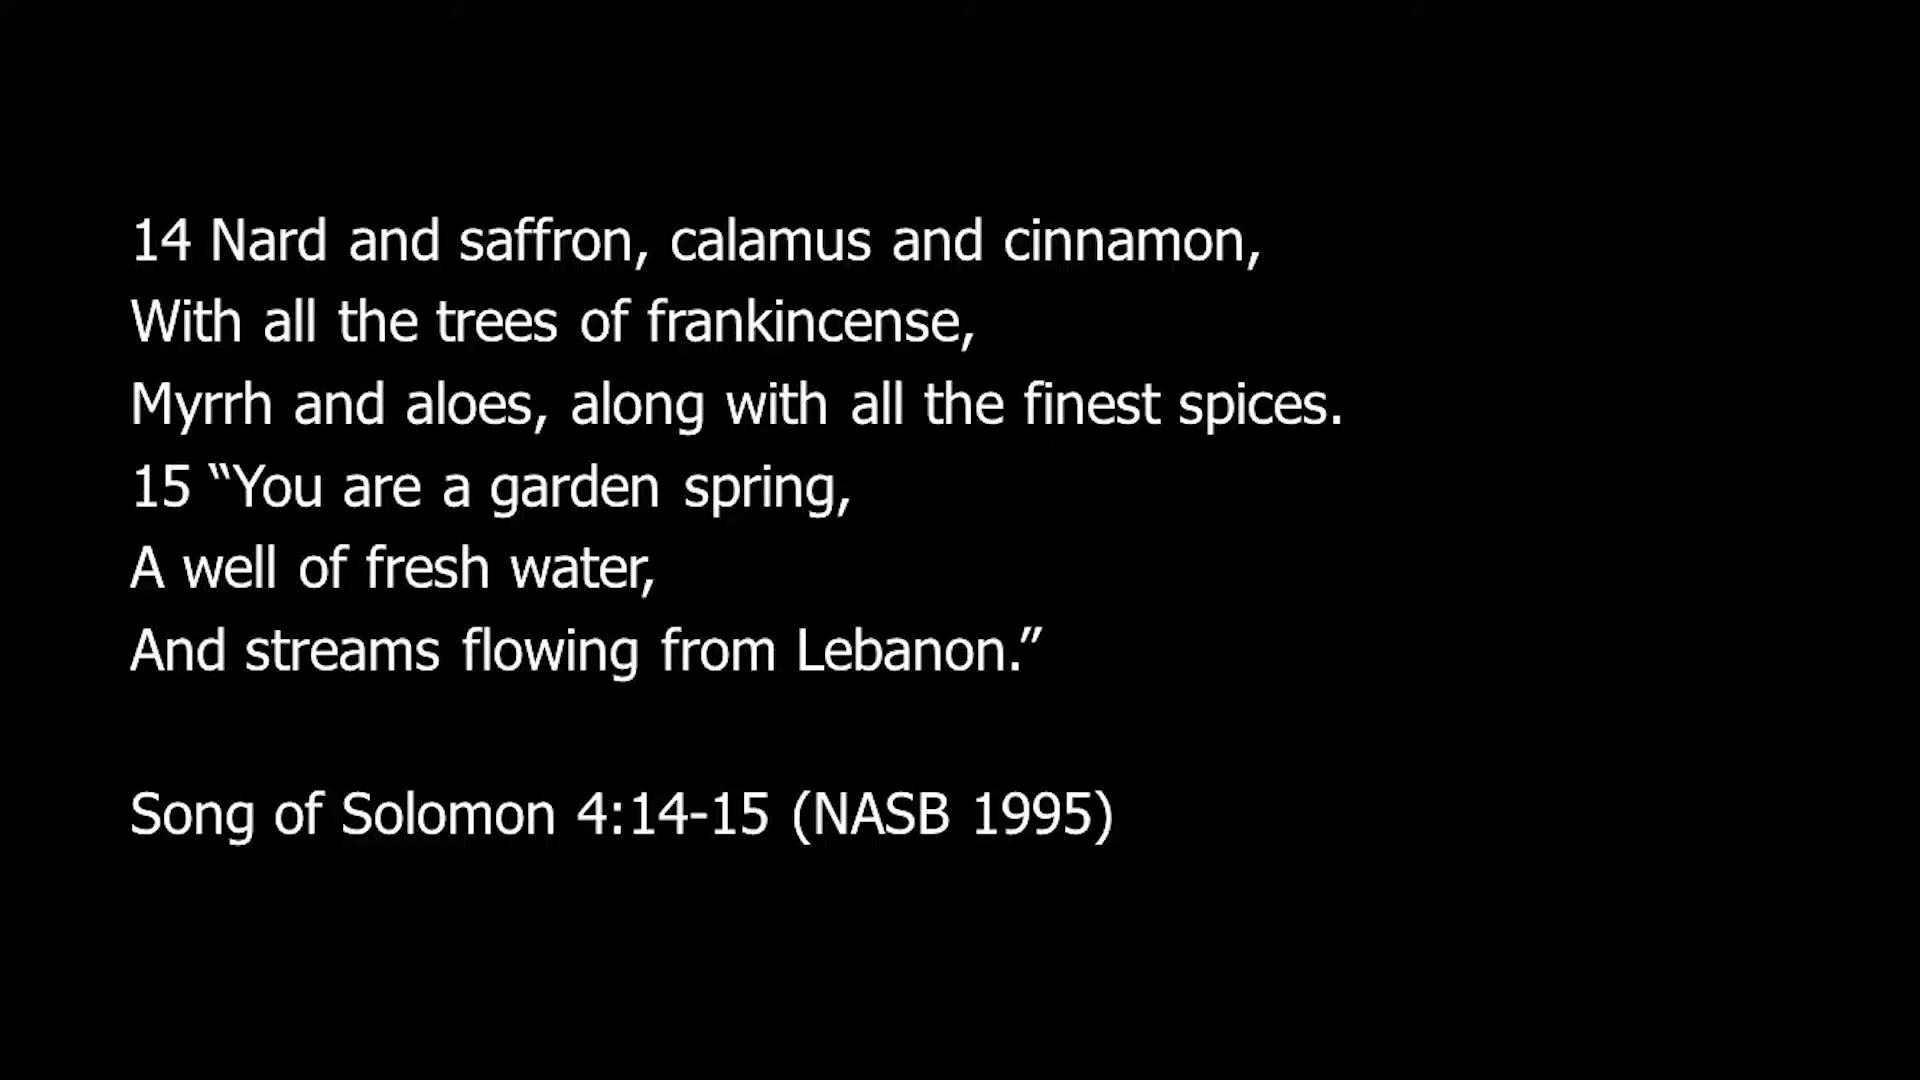 14 Nard and saffron, calamus and cinnamon,
With all the trees of frankincense,
Myrrh and aloes, along with all the finest spices.
15 “You are a garden spring,
A well of fresh water,
And streams flowing from Lebanon.”
Song of Solomon 4:14-15 (NASB 1995)